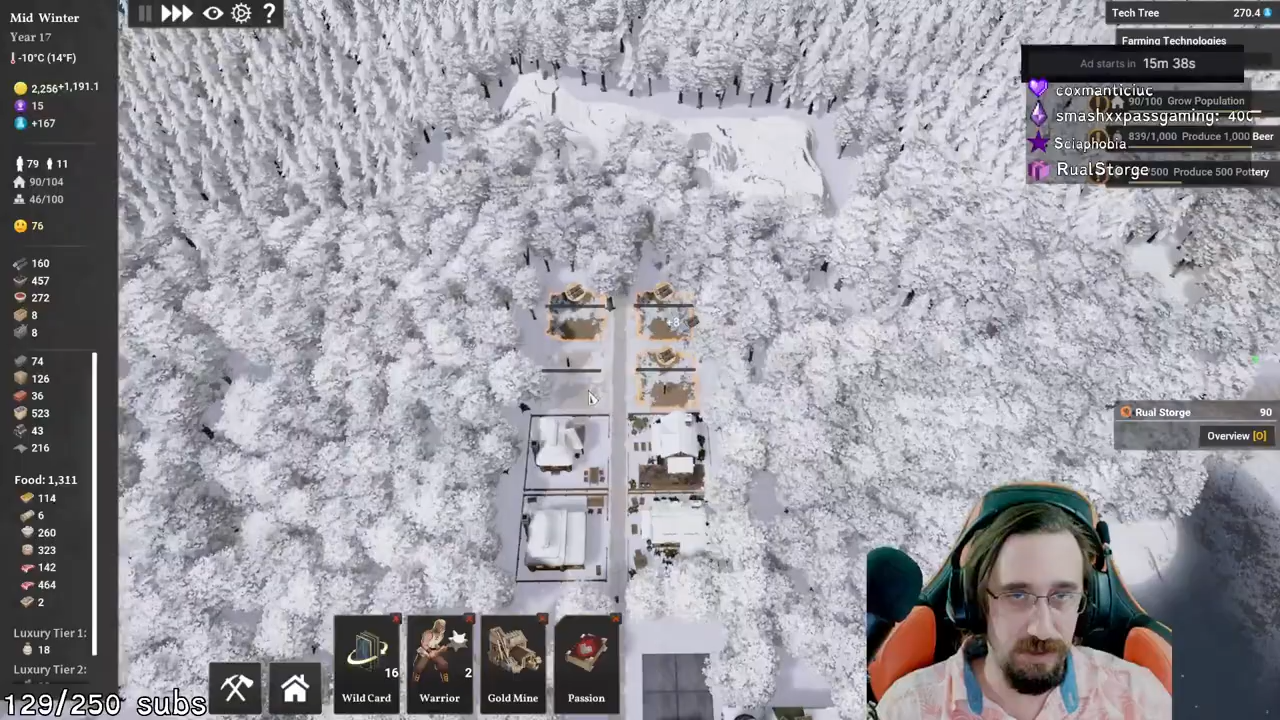 Mid Winter
Year 17
-10°C (14°F)
2,256+1,191.1
15
+167
79 11
90/104
46/100
76
160
457
272
8
8
74
126
36
523
43
216
Food: 1,311
114
6
260
323
142
464
2
Luxury Tier 1:
18
Luxury Tier 2:
129/250 subs
?
+3
Wild Card 16
Warrior 2
Gold Mine
Passion
Tech Tree 270.4
Farming Technologies
Ad starts in 15m 38s
coxmanticiuc
90/100 Grow Population
smashxxpassgaming: 400
839/1,000 Produce 1,000 Beer
Sciaphobia
/500 Produce 500 Pottery
RualStorge
Rual Storge 90
Overview [O]